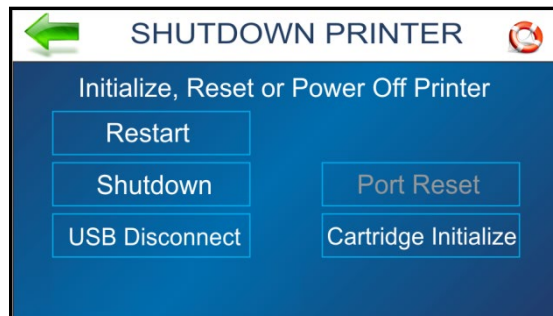 SHUTDOWN PRINTER
Initialize, Reset or Power Off Printer
Restart
Shutdown
Port Reset
USB Disconnect
Cartridge Initialize